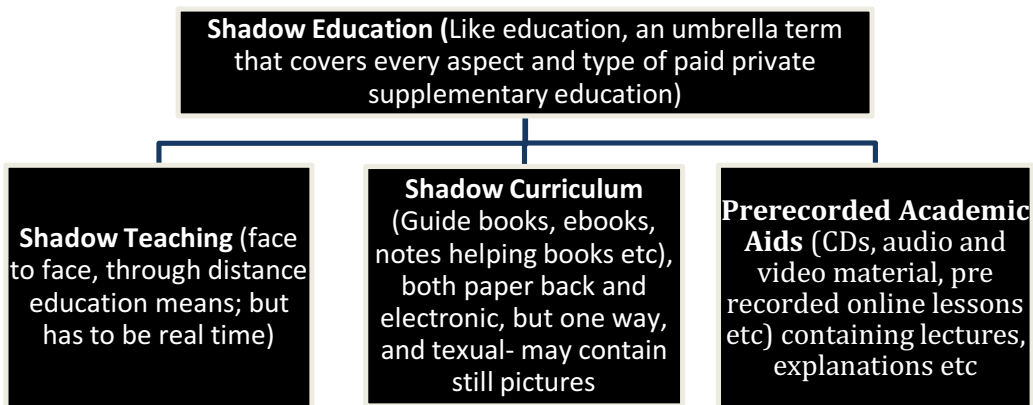 Shadow Education (Like education, an umbrella term
that covers every aspect and type of paid private
supplementary education)
Shadow Teaching (face
to face, through distance
education means; but
has to be real time)
Shadow Curriculum
(Guide books, ebooks,
notes helping books etc),
both paper back and
electronic, but one way,
and texual- may contain
still pictures
Prerecorded Academic
Aids (CDs, audio and
video material, pre
recorded online lessons
etc) containing lectures,
explanations etc